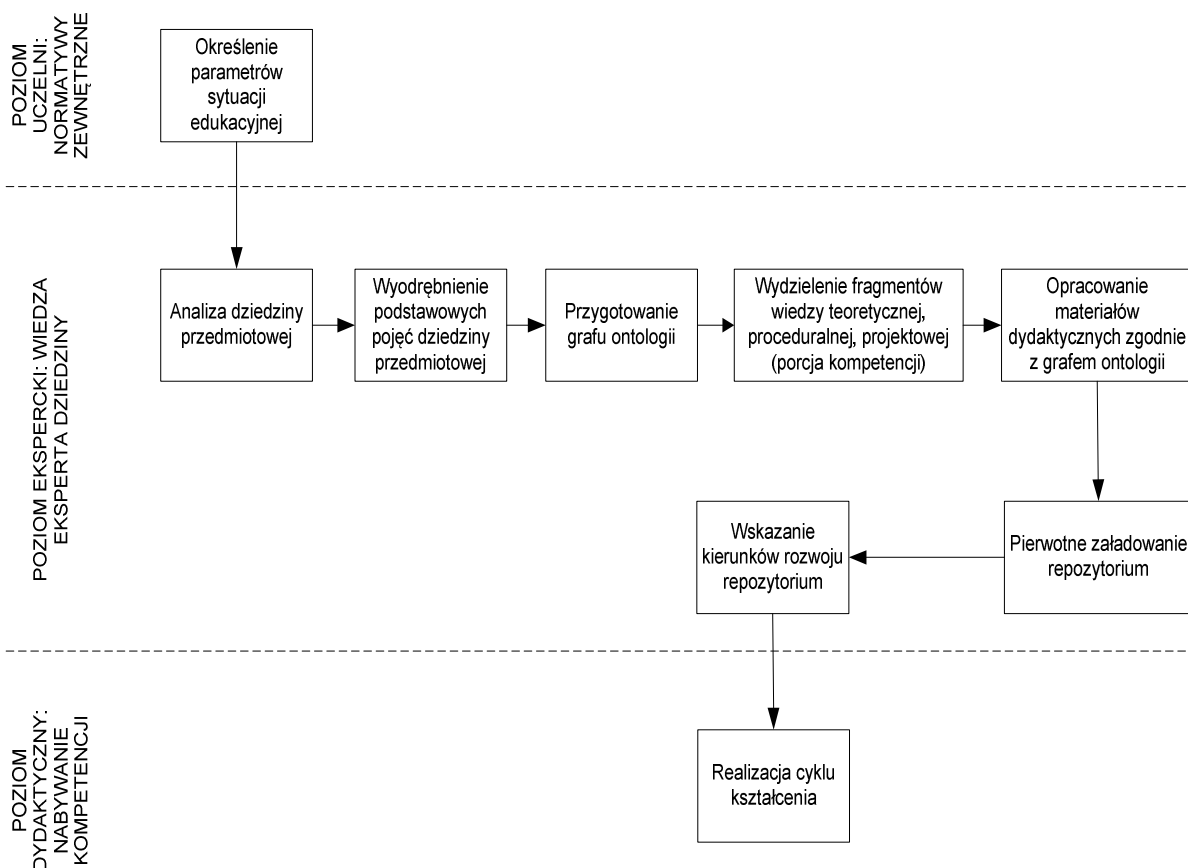 POZIOM
UCZELNI:
NORMATYWY
ZEWNĘTRZNE
Określenie
parametrów
sytuacji
edukacyjnej
POZIOM EKSPERCKI: WIEDZA
EKSPERTA DZIEDZINY
Analiza dziedziny
przedmiotowej
Wyodrębnienie
podstawowych
pojęć dziedziny
przedmiotowej
Przygotowanie
grafu ontologii
Wydzielenie fragmentów
wiedzy teoretycznej,
proceduralnej, projektowej
(porcja kompetencji)
Opracowanie
materiałów
dydaktycznych zgodnie
z grafem ontologii
Pierwotne załadowanie
repozytorium
Wskazanie
kierunków rozwoju
repozytorium
POZIOM
DYDAKTYCZNY:
NABYWANIE
KOMPETENCJI
Realizacja cyklu
kształcenia